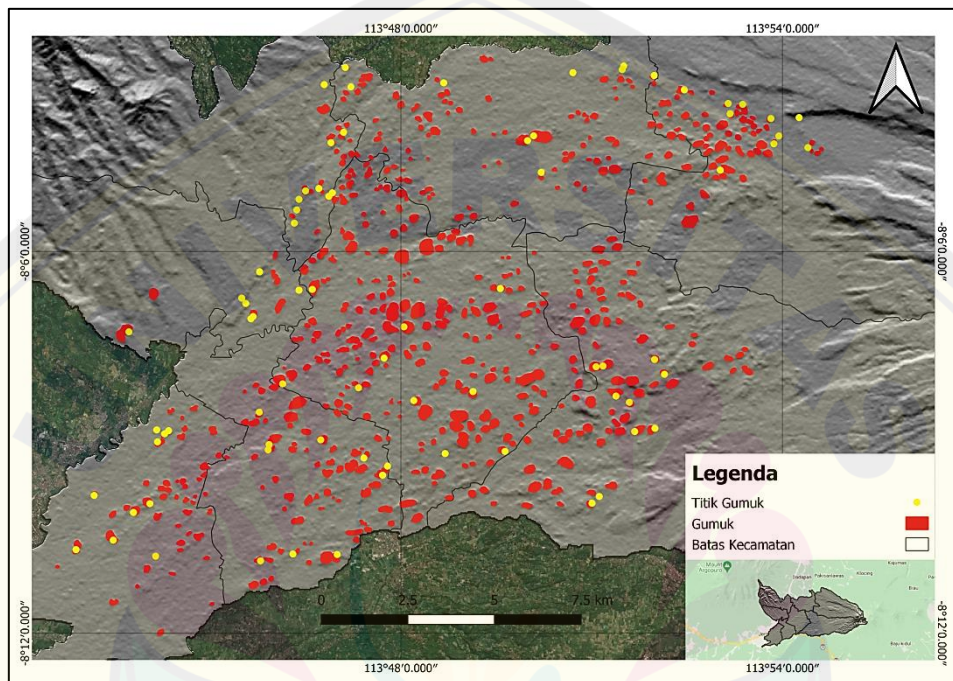 113°48'0.000″
113°54'0.000″
-8°6'0.000″
-8°6'0.000″
Legenda
Titik Gumuk
Gumuk
Batas Kecamatan
0
2.5
5
7.5 km
-8°12'0.000″
-8°12'0.000″
113°48'0.000″
113°54'0.000″